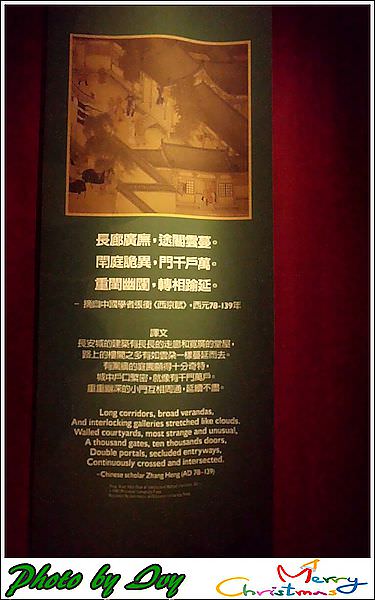 長廊廣廡,途閣雲蔓。
閈庭詭異,門千戶萬。
重閨幽闥,轉相踰延。
- 摘自中國學者張衡〈西京賦〉,西元78-139年
譯文
長安城的建築有長長的走廊和寬廣的堂屋,
路上的樓閣之多有如雲朵一樣蔓延而去。
有萬牆的庭園顯得十分奇特,
城中戶口緊密,就像有千門萬戶。
重重幽深的小門互相周通,延續不盡。
Long corridors, broad verandas,
And interlocking galleries stretched like clouds.
Walled courtyards, most strange and unusual,
A thousand gates, ten thousands doors,
Double portals, secluded entryways,
Continuously crossed and intersected.
~Chinese scholar Zhang Heng (AD 78-139)
Photo by Ivy
Merry
Christmas